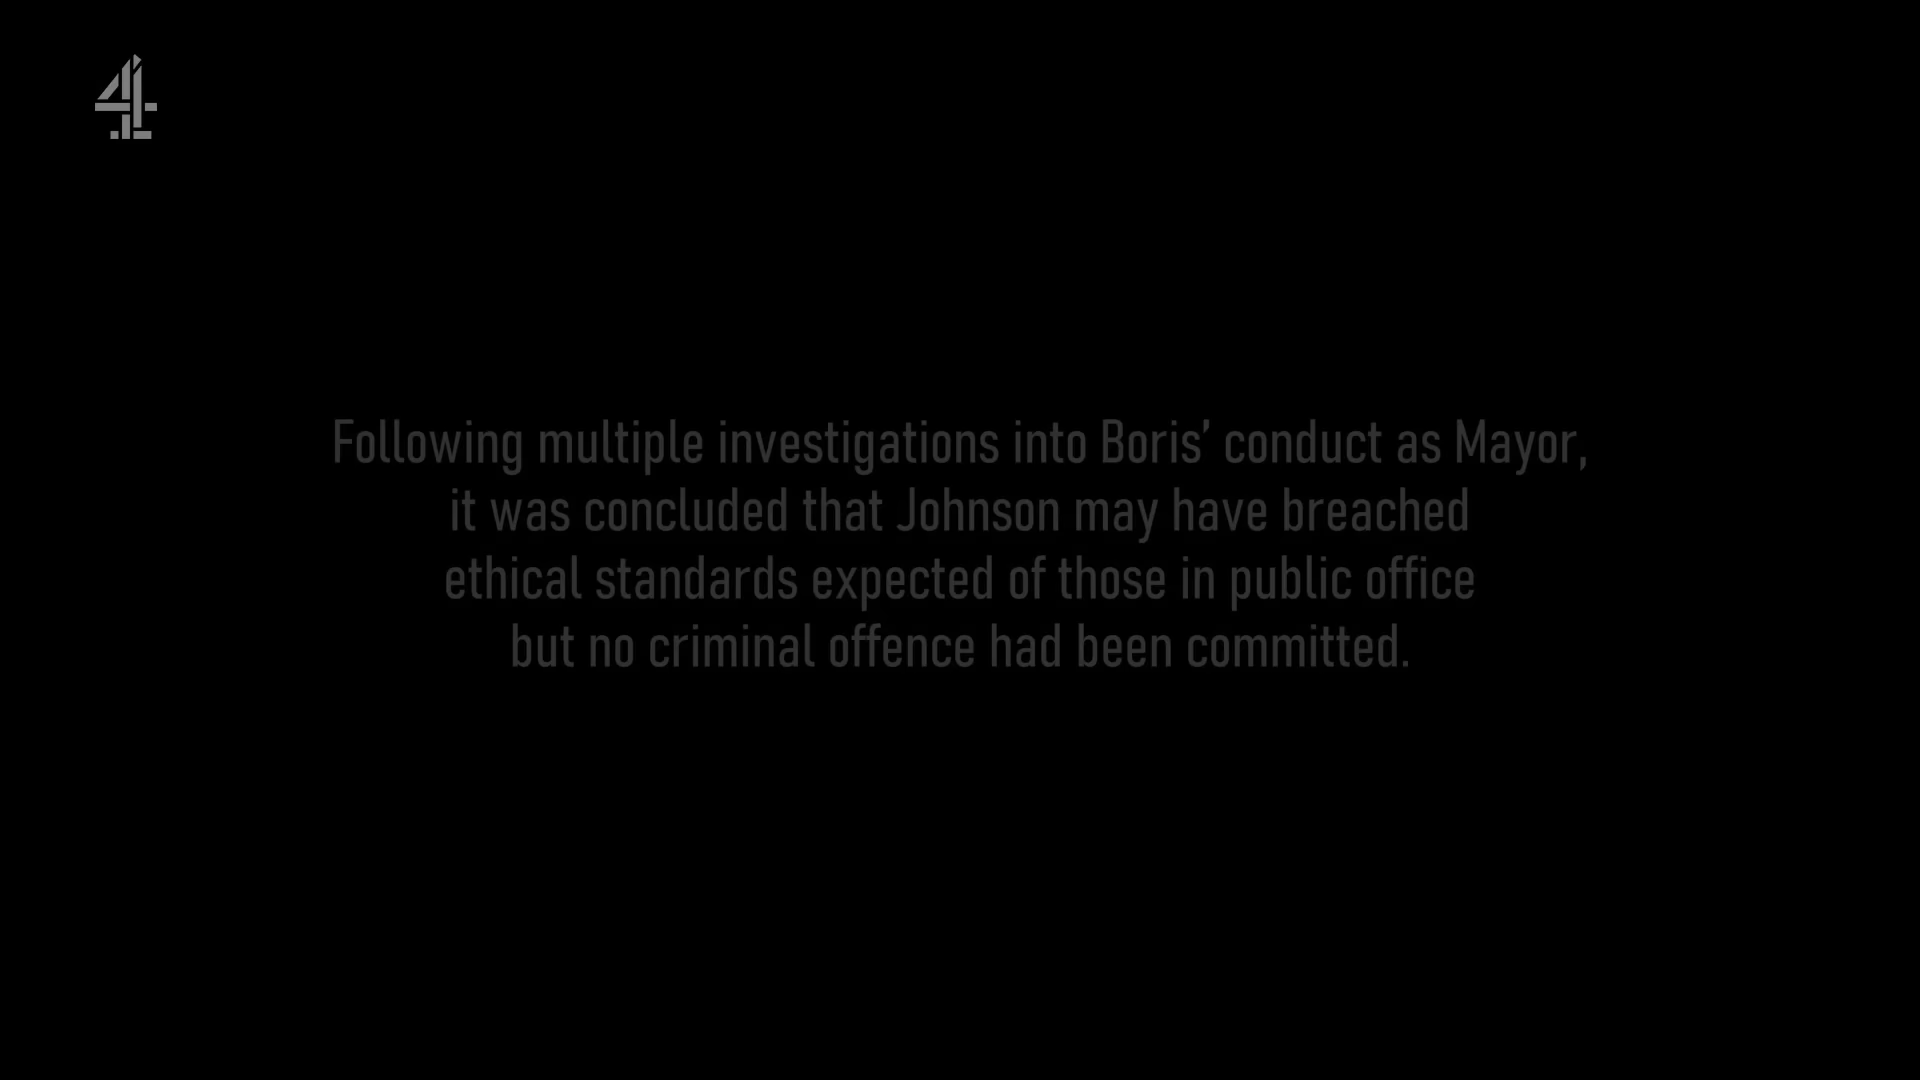 4
Following multiple investigations into Boris’ conduct as Mayor,
it was concluded that Johnson may have breached
ethical standards expected of those in public office
but no criminal offence had been committed.